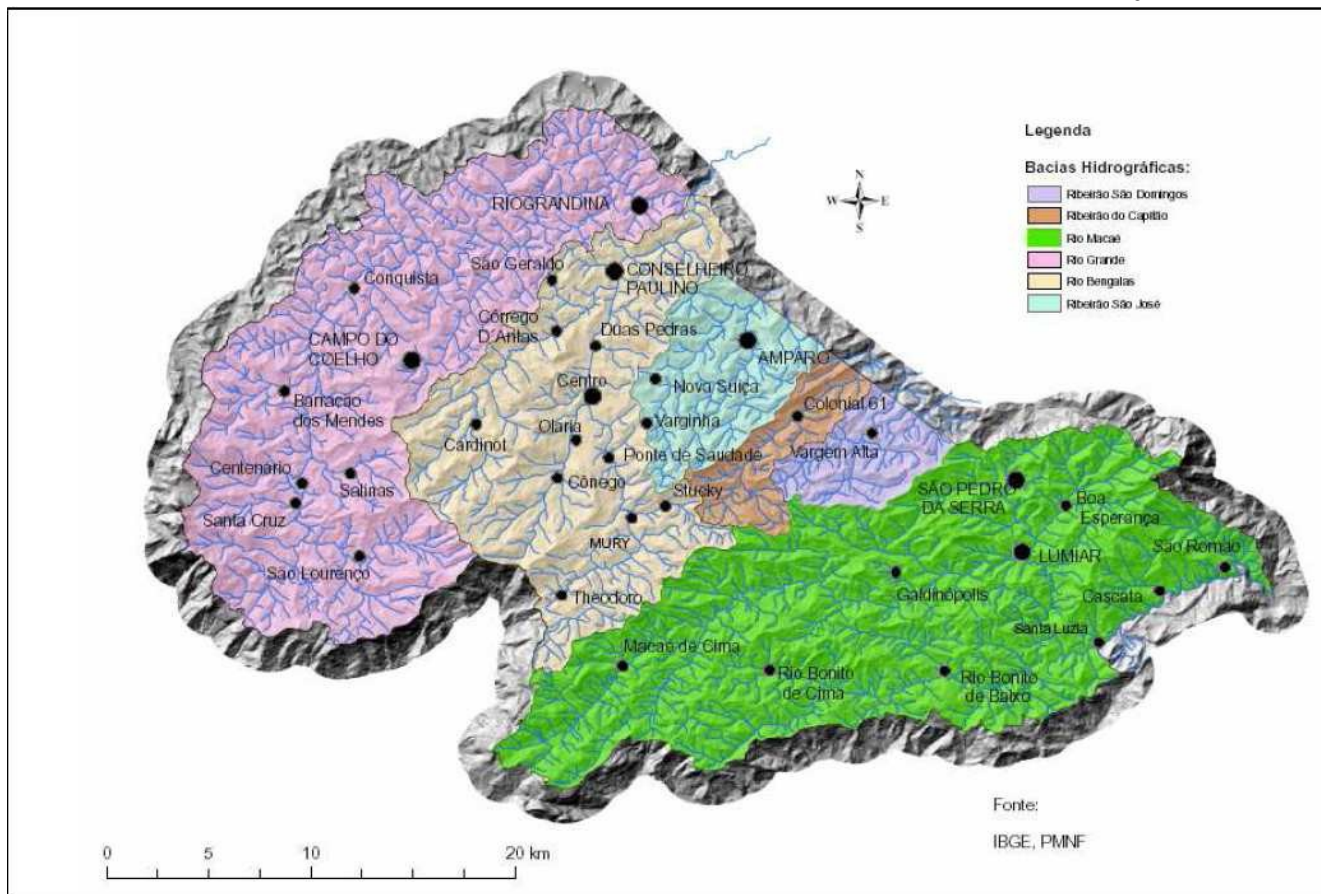 Legenda
Bacias Hidrográficas:
Ribeirão São Domingos
Ribeirão do Capitão
Rio Macaé
Rio Grande
Rio Bengalas
Ribeirão São José
N
W E
S
RIOGRANDINA
São Geraldo
CONSELHEIRO
PAULINO
Conquista
Córrego
D'Antas
Duas Pedras
CAMPO DO
COELHO
AMPARO
Centro
Nova Suiça
Barracão
dos Mendes
Colonial 61
Cardinot
Olaria
Varginha
Vargem Alta
Ponte de Saudade
Centenário
Salinas
Cônego
Stucky
SÃO PEDRO
DA SERRA
Boa
Esperança
Santa Cruz
MURY
São Lourenço
LUMIAR
São Romão
Theodoro
Galdinópolis
Cascata
Santa Luzia
Macaé de Cima
Rio Bonito
de Cima
Rio Bonito
de Baixo
Fonte:
IBGE, PMNF
0 5 10 20 km